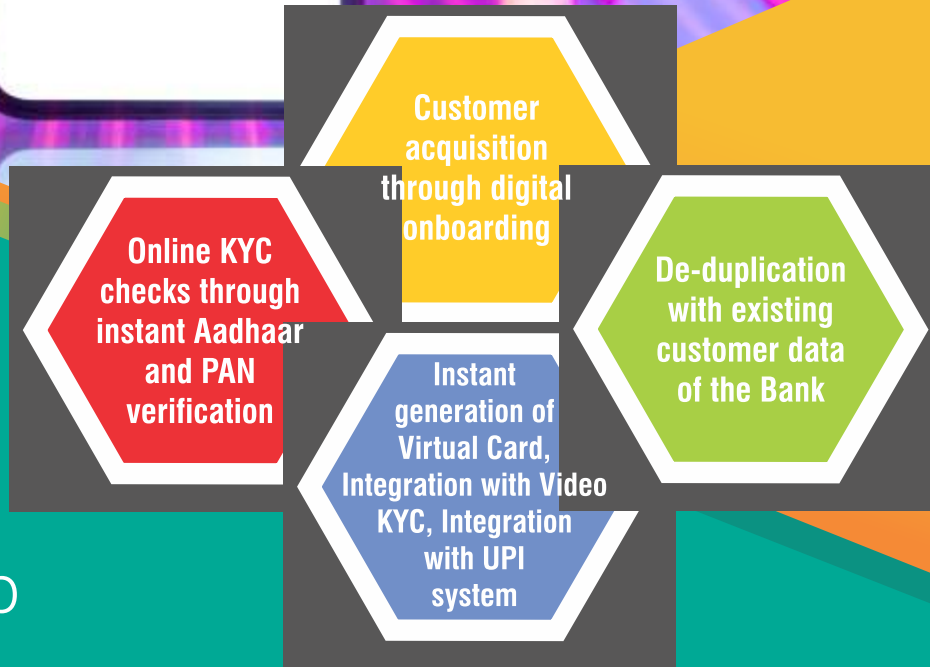 Customer
acquisition
through digital
onboarding
Online KYC
checks through
instant Aadhaar
and PAN
verification
De-duplication
with existing
customer data
of the Bank
Instant
generation of
Virtual Card,
Integration with Video
KYC, Integration
with UPI
system